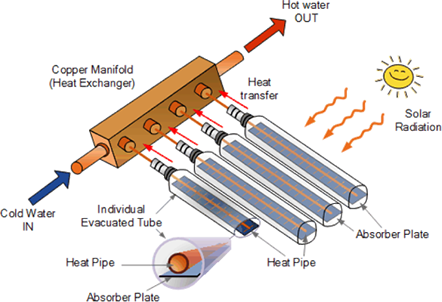 Hot water
OUT
Copper Manifold
(Heat Exchanger)
Heat
transfer
Solar
Radiation
Cold Water
IN
Individual
Evacuated Tube
Absorber Plate
Heat Pipe
Heat Pipe
Absorber Plate